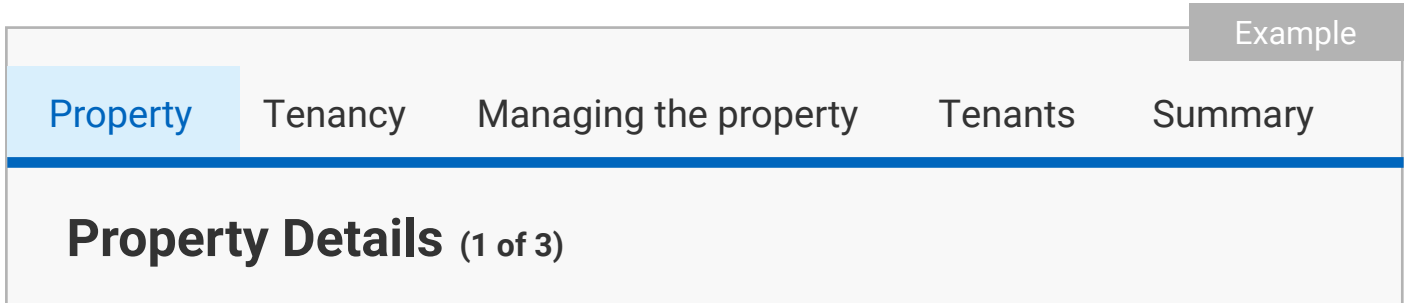 Example
Property Tenancy Managing the property Tenants Summary
Property Details (1 of 3)